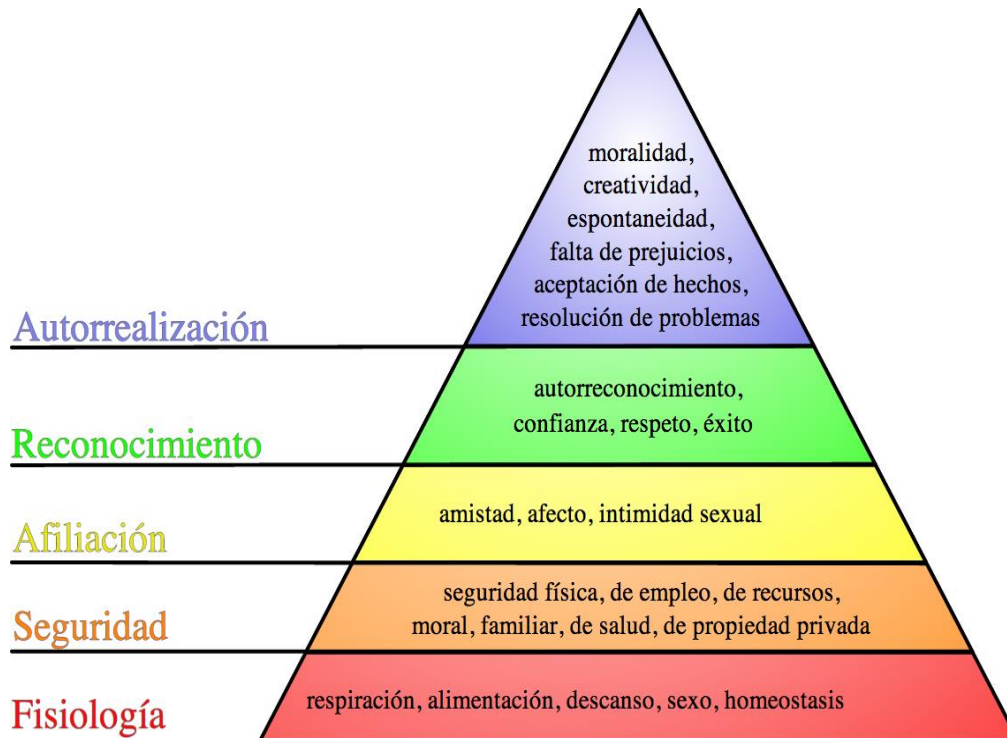 moralidad,
creatividad,
espontaneidad,
falta de prejuicios,
aceptación de hechos,
resolución de problemas
Autorrealización
autorreconocimiento,
confianza, respeto, éxito
Reconocimiento
amistad, afecto, intimidad sexual
Afiliación
seguridad física, de empleo, de recursos,
moral, familiar, de salud, de propiedad privada
Seguridad
respiración, alimentación, descanso, sexo, homeostasis
Fisiología